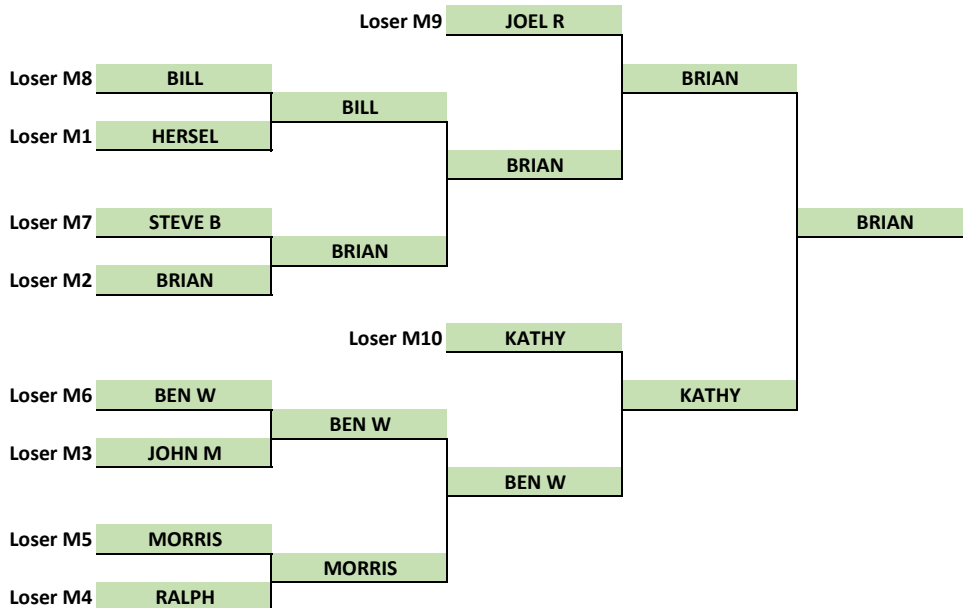 Loser M9 JOEL R
Loser M8 BILL BRIAN
BILL
Loser M1 HERSEL
BRIAN
Loser M7 STEVE B BRIAN
BRIAN
Loser M2 BRIAN
Loser M10 KATHY
Loser M6 BEN W KATHY
BEN W
Loser M3 JOHN M
BEN W
Loser M5 MORRIS
MORRIS
Loser M4 RALPH